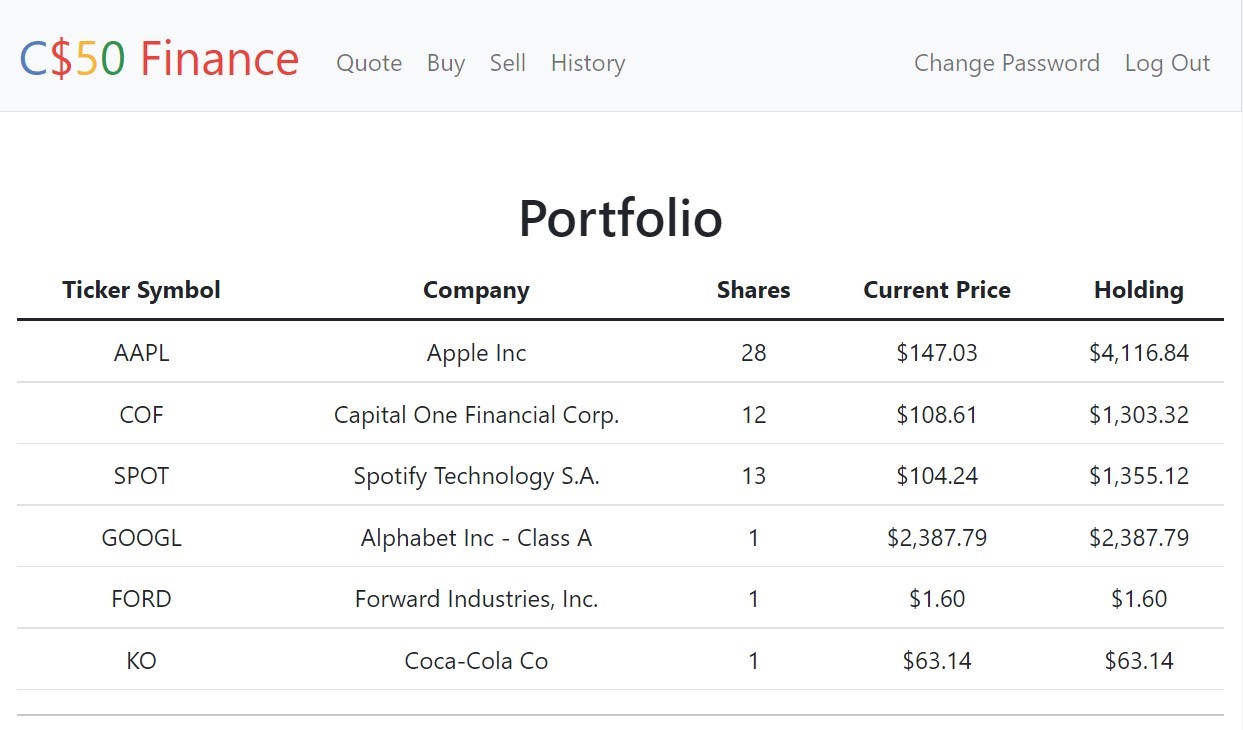 C$50 Finance Quote Buy Sell History Change Password Log Out
Portfolio
Ticker Symbol Company Shares Current Price Holding
AAPL Apple Inc 28 $147.03 $4,116.84
COF Capital One Financial Corp. 12 $108.61 $1,303.32
SPOT Spotify Technology S.A. 13 $104.24 $1,355.12
GOOGL Alphabet Inc - Class A 1 $2,387.79 $2,387.79
FORD Forward Industries, Inc. 1 $1.60 $1.60
KO Coca-Cola Co 1 $63.14 $63.14